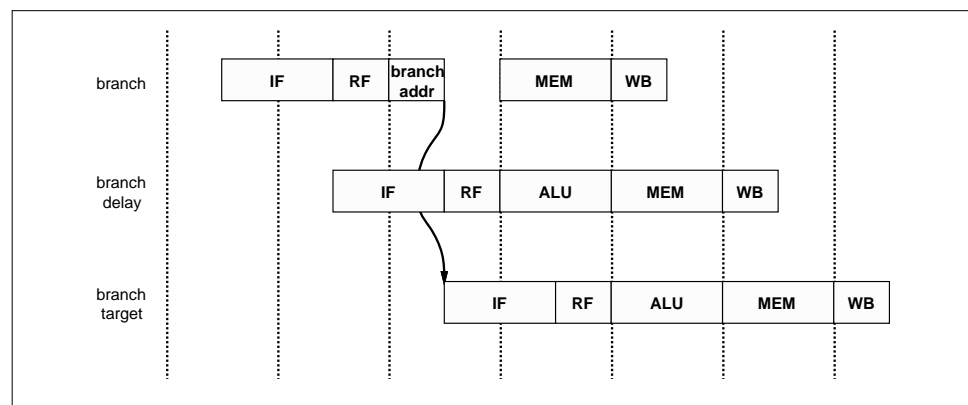 branch
IF RF branch addr MEM WB
branch
delay
IF RF ALU MEM WB
branch
target
IF RF ALU MEM WB